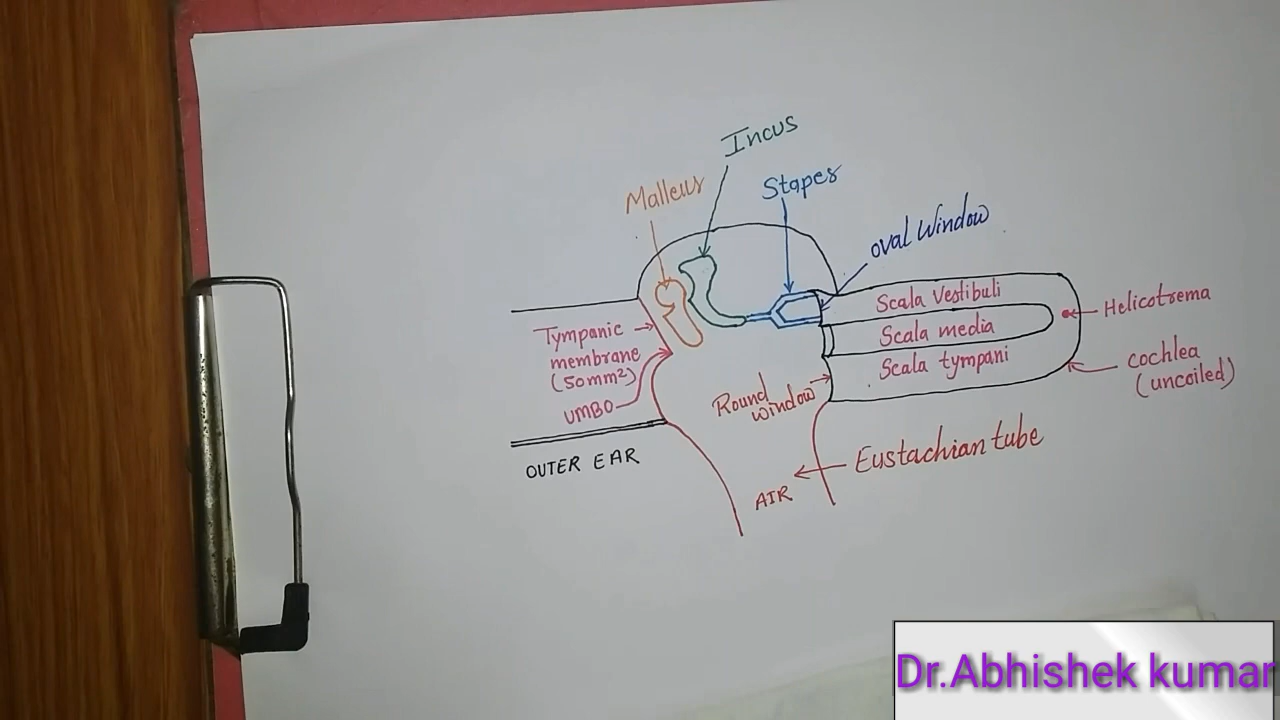 Incus
Malleus
Stapes
oval window
Scala Vestibuli
Helicotrema
Scala media
Tympanic
membrane
(50mm²)
Scala tympani
cochlea
(uncoiled)
UMBO
Round
window
OUTER EAR
Eustachian tube
AIR
Dr.Abhishek kumar